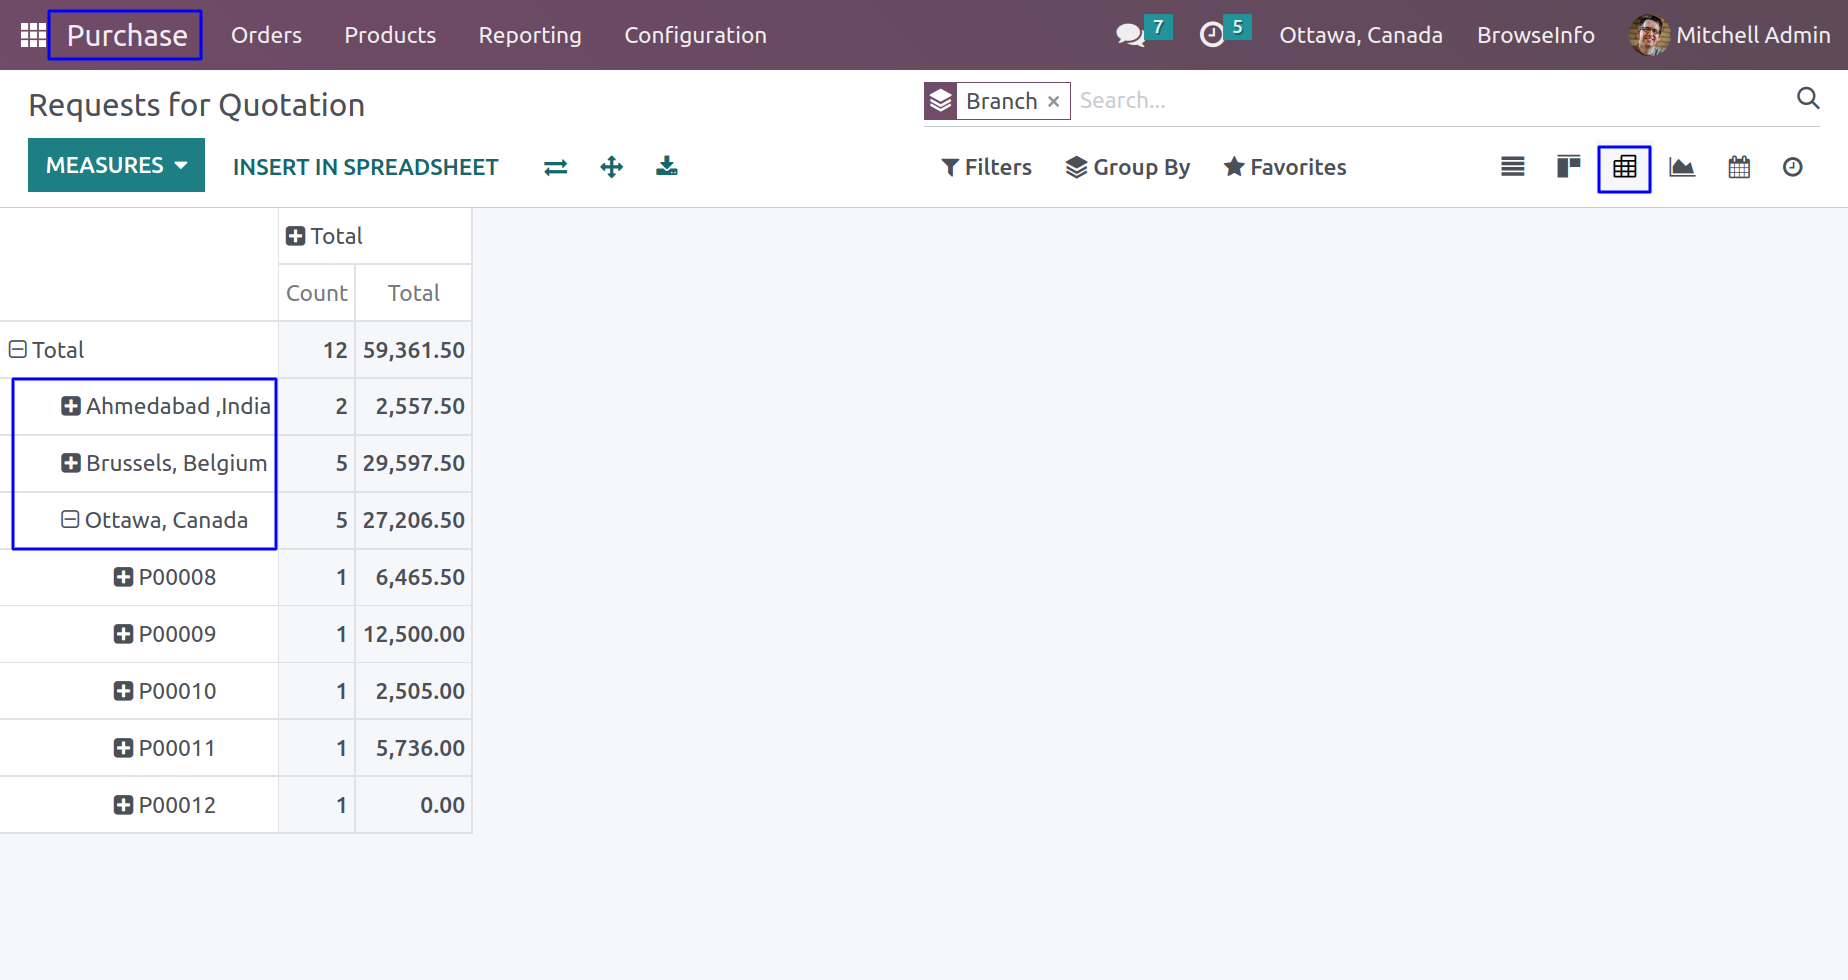 Purchase Orders Products Reporting Configuration 7 5 Ottawa, Canada BrowseInfo Mitchell Admin
Requests for Quotation
Branch × Search...
MEASURES INSERT IN SPREADSHEET
Filters Group By Favorites
Total
Count Total
Total 12 59,361.50
Ahmedabad ,India 2 2,557.50
Brussels, Belgium 5 29,597.50
Ottawa, Canada 5 27,206.50
P00008 1 6,465.50
P00009 1 12,500.00
P00010 1 2,505.00
P00011 1 5,736.00
P00012 1 0.00